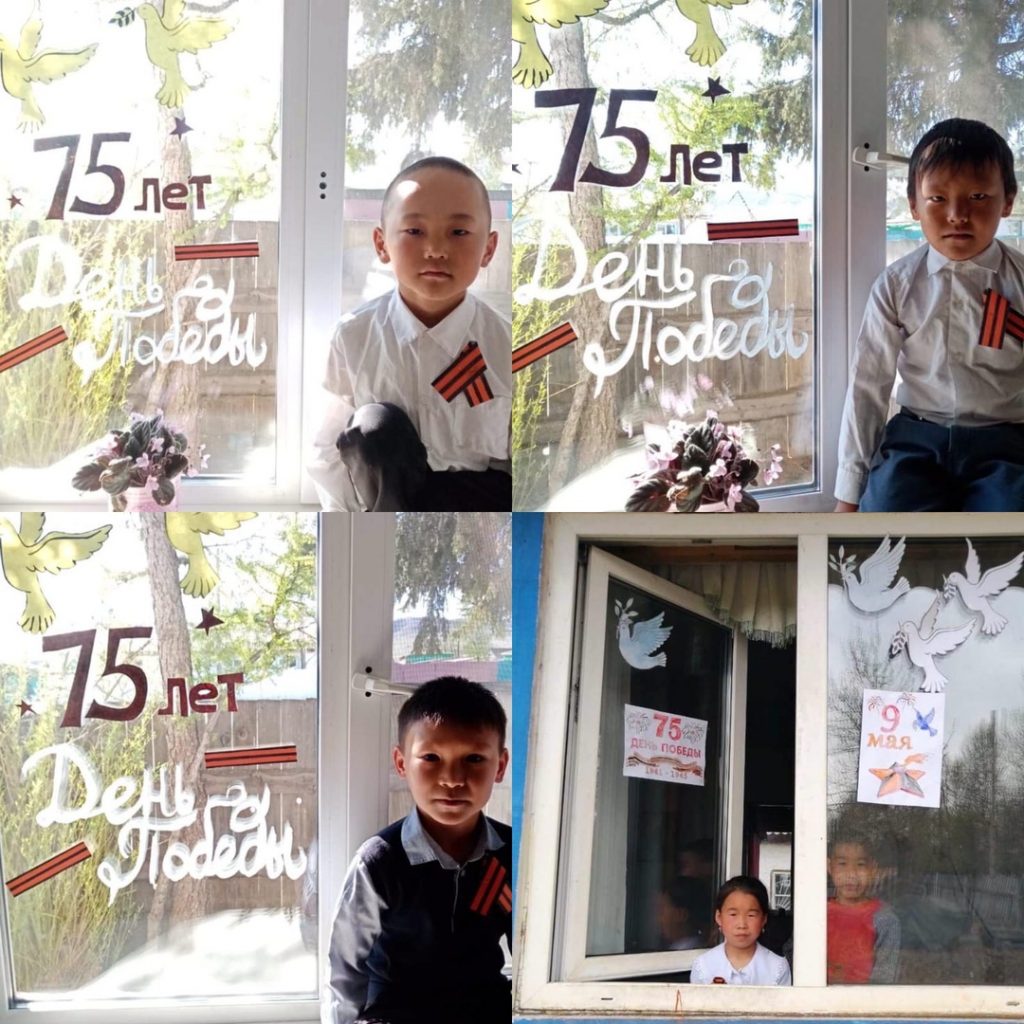 75 лет
День
Победы
75 лет
День
Победы
75 лет
День
Победы
75
ДЕНЬ ПОБЕДЫ
1941-1945
9
мая